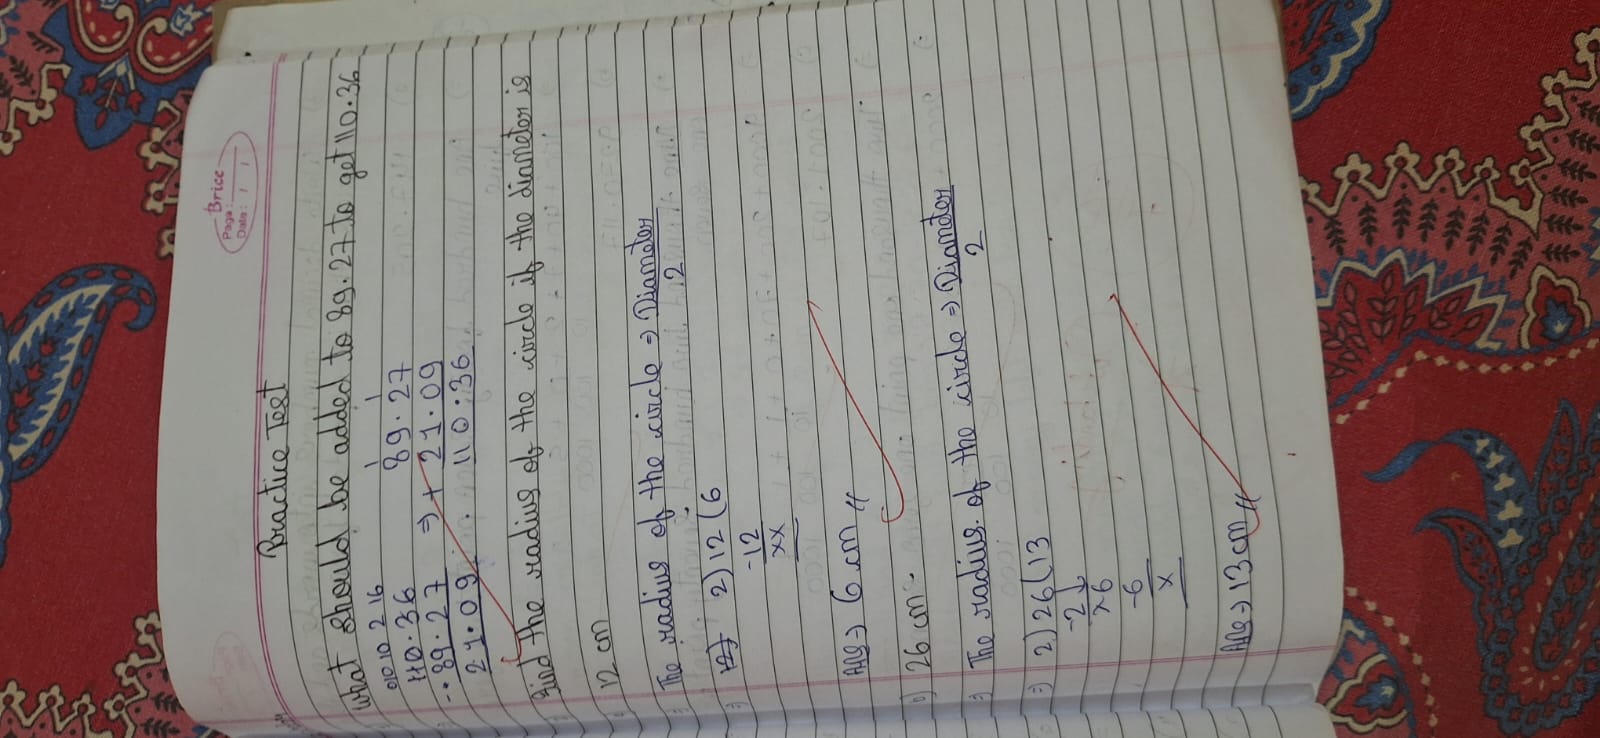 Brice
Page:
Date: / /
Practice Test
What should be added to 89.27 to get 110.36
010 10 2 16
110.36
- 89.27
21.09
1 1
89.27
⇒ + 21.09
110.36
Find the radius of the circle if the diameter is
12 cm
The radius of the circle ⇒ Diameter
2
⇒ 12) 2) 12 ( 6
-12
xx
Ans ⇒ 6 cm //
b) 26 cm
⇒ The radius of the circle ⇒ Diameter
2
⇒ 2) 26 ( 13
-2↓
x6
-6
x
Ans ⇒ 13 cm //